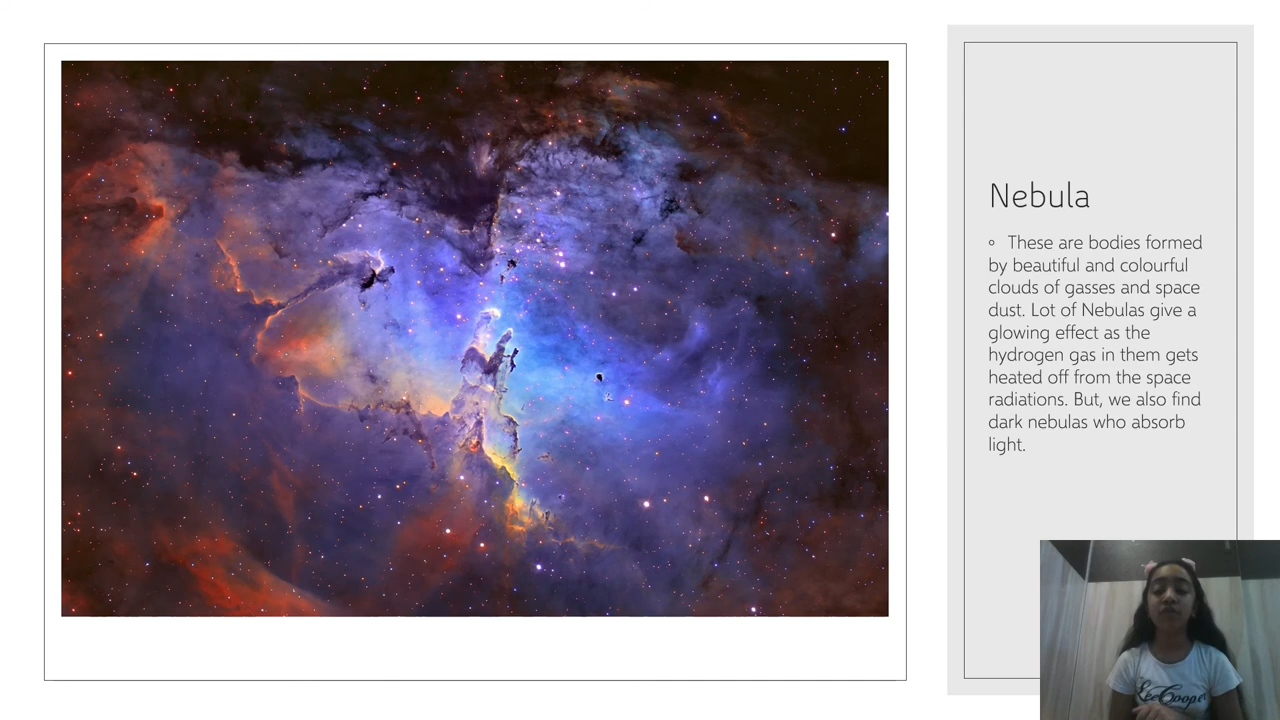 Nebula
◦ These are bodies formed
by beautiful and colourful
clouds of gasses and space
dust. Lot of Nebulas give a
glowing effect as the
hydrogen gas in them gets
heated off from the space
radiations. But, we also find
dark nebulas who absorb
light.
LeeCooper